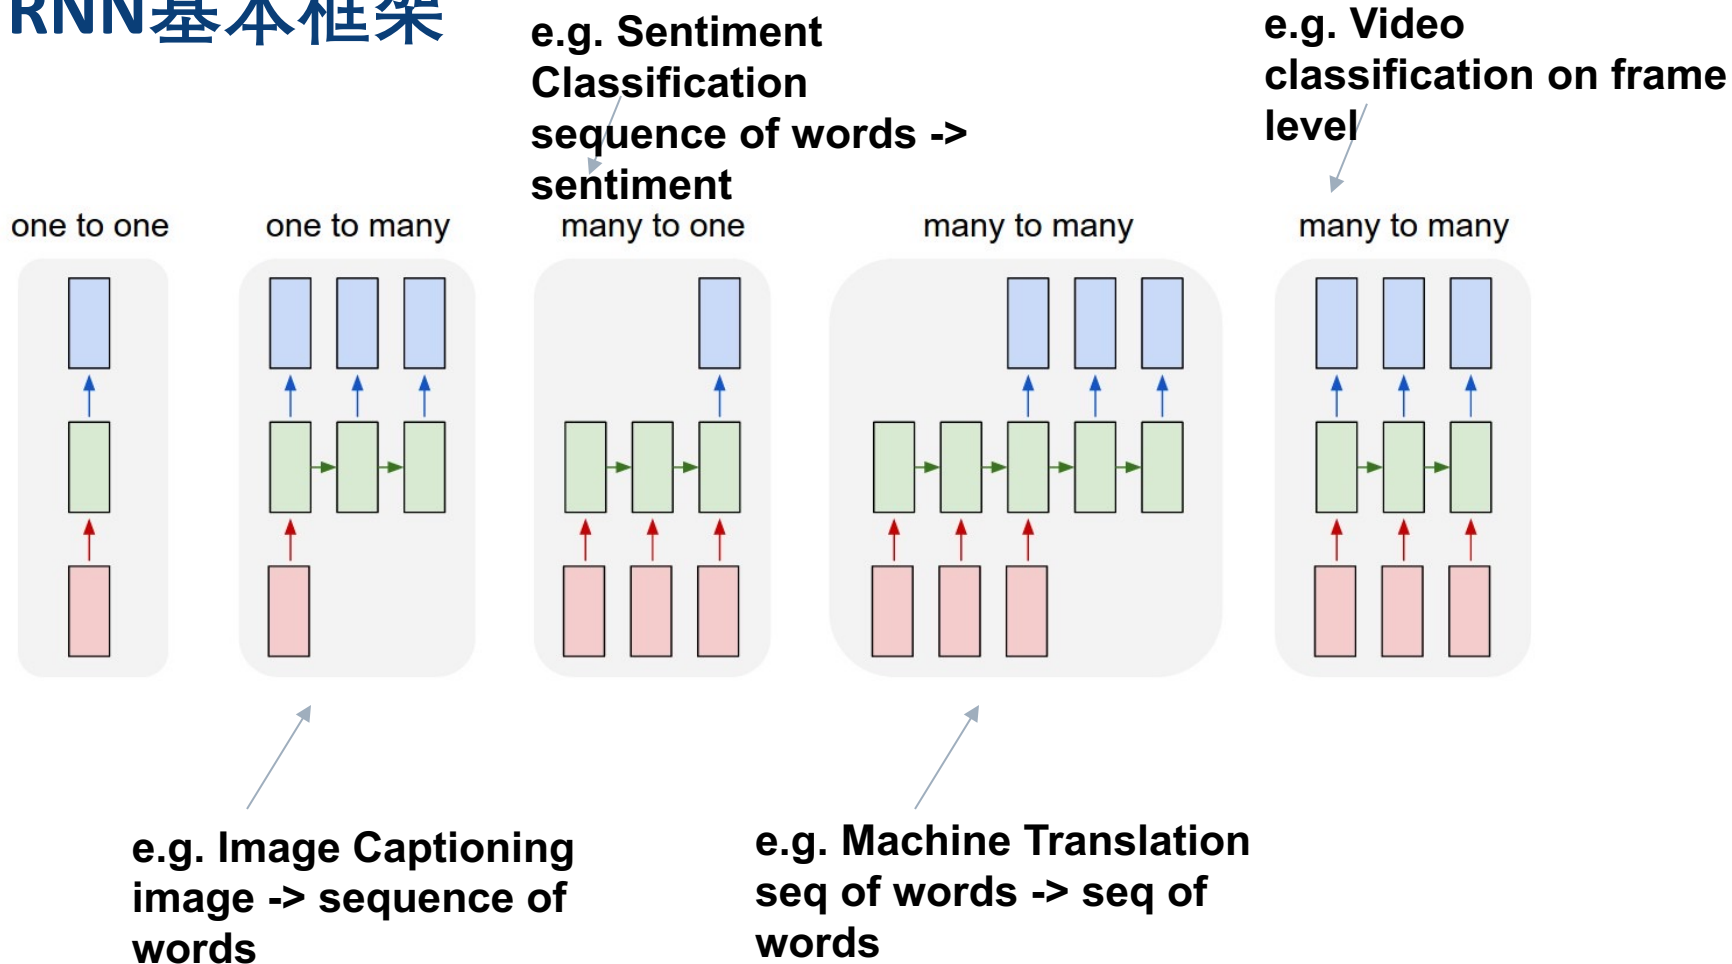 RNN基本框架
e.g. Sentiment
Classification
sequence of words ->
sentiment
e.g. Video
classification on frame
level
one to one
one to many
many to one
many to many
many to many
e.g. Image Captioning
image -> sequence of
words
e.g. Machine Translation
seq of words -> seq of
words